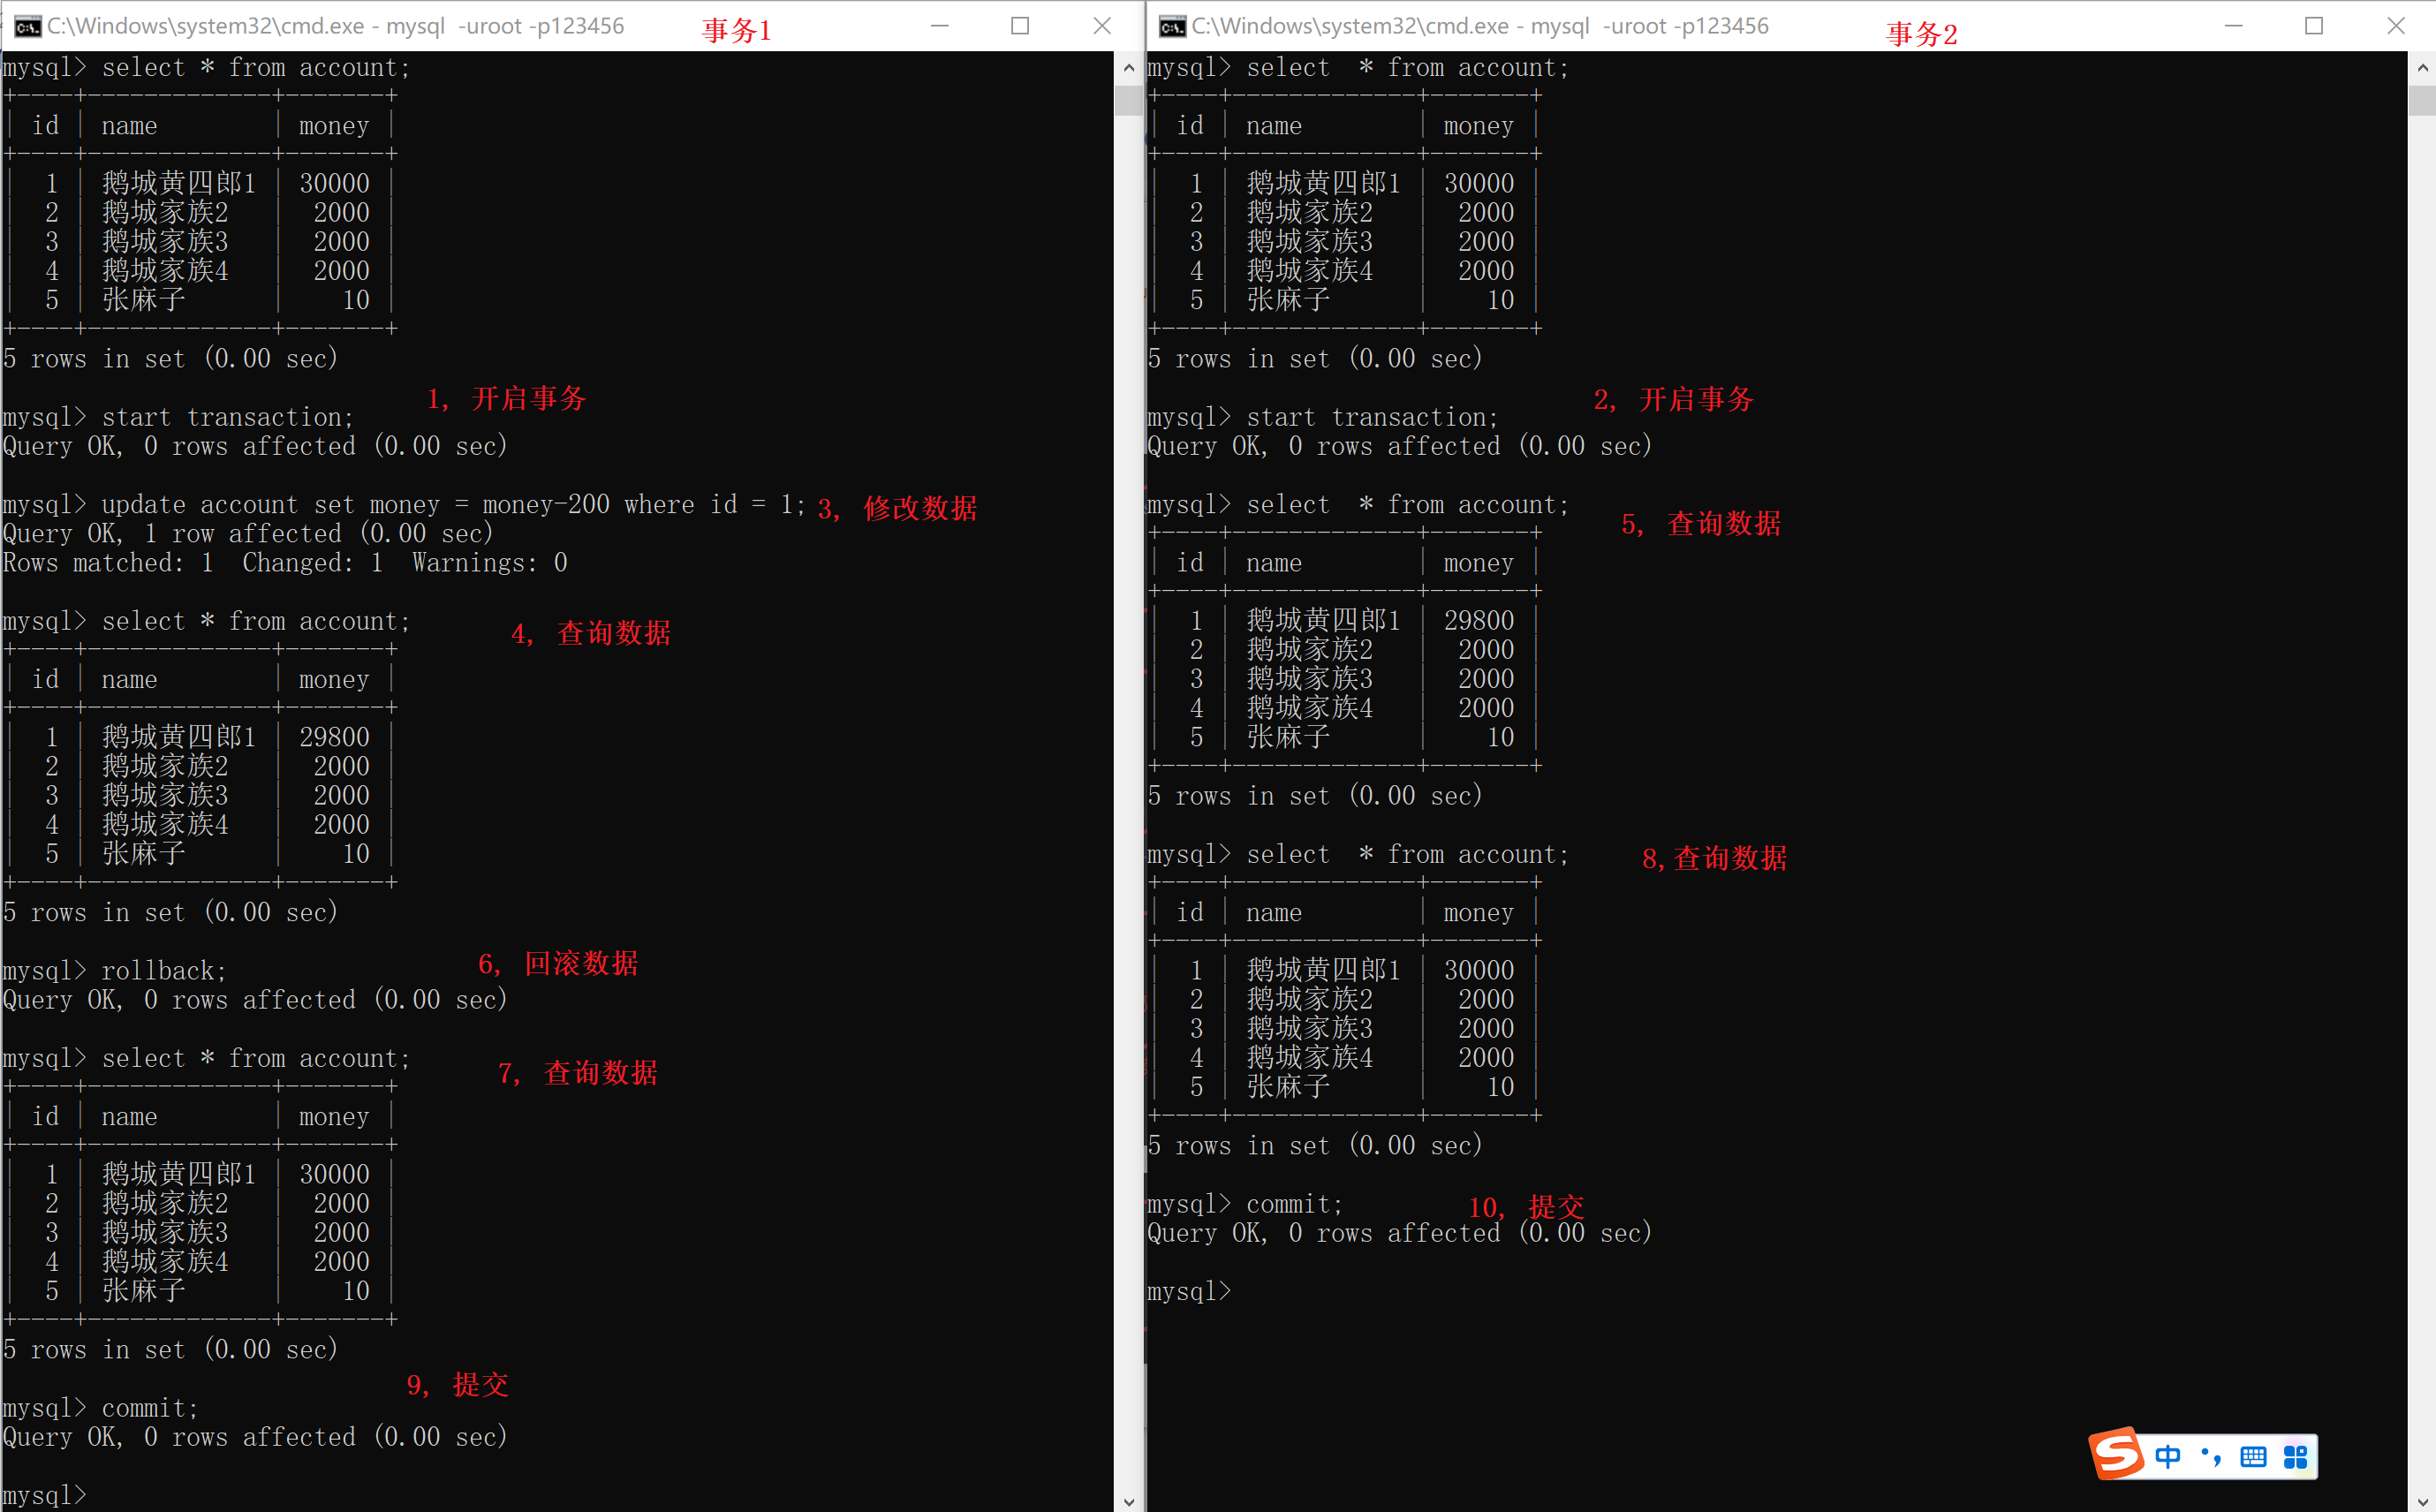 C:\Windows\system32\cmd.exe - mysql  -uroot -p123456
事务1
mysql> select * from account;
+----+-------------+-------+
| id | name        | money |
+----+-------------+-------+
|  1 | 鹅城黄四郎1 | 30000 |
|  2 | 鹅城家族2   |  2000 |
|  3 | 鹅城家族3   |  2000 |
|  4 | 鹅城家族4   |  2000 |
|  5 | 张麻子      |    10 |
+----+-------------+-------+
5 rows in set (0.00 sec)
1, 开启事务
mysql> start transaction;
Query OK, 0 rows affected (0.00 sec)
mysql> update account set money = money-200 where id = 1; 3, 修改数据
Query OK, 1 row affected (0.00 sec)
Rows matched: 1  Changed: 1  Warnings: 0
mysql> select * from account; 4, 查询数据
+----+-------------+-------+
| id | name        | money |
+----+-------------+-------+
|  1 | 鹅城黄四郎1 | 29800 |
|  2 | 鹅城家族2   |  2000 |
|  3 | 鹅城家族3   |  2000 |
|  4 | 鹅城家族4   |  2000 |
|  5 | 张麻子      |    10 |
+----+-------------+-------+
5 rows in set (0.00 sec)
mysql> rollback; 6, 回滚数据
Query OK, 0 rows affected (0.00 sec)
mysql> select * from account; 7, 查询数据
+----+-------------+-------+
| id | name        | money |
+----+-------------+-------+
|  1 | 鹅城黄四郎1 | 30000 |
|  2 | 鹅城家族2   |  2000 |
|  3 | 鹅城家族3   |  2000 |
|  4 | 鹅城家族4   |  2000 |
|  5 | 张麻子      |    10 |
+----+-------------+-------+
5 rows in set (0.00 sec)
9, 提交
mysql> commit;
Query OK, 0 rows affected (0.00 sec)
mysql>
C:\Windows\system32\cmd.exe - mysql  -uroot -p123456
事务2
mysql> select  * from account;
+----+-------------+-------+
| id | name        | money |
+----+-------------+-------+
|  1 | 鹅城黄四郎1 | 30000 |
|  2 | 鹅城家族2   |  2000 |
|  3 | 鹅城家族3   |  2000 |
|  4 | 鹅城家族4   |  2000 |
|  5 | 张麻子      |    10 |
+----+-------------+-------+
5 rows in set (0.00 sec)
2, 开启事务
mysql> start transaction;
Query OK, 0 rows affected (0.00 sec)
mysql> select  * from account; 5, 查询数据
+----+-------------+-------+
| id | name        | money |
+----+-------------+-------+
|  1 | 鹅城黄四郎1 | 29800 |
|  2 | 鹅城家族2   |  2000 |
|  3 | 鹅城家族3   |  2000 |
|  4 | 鹅城家族4   |  2000 |
|  5 | 张麻子      |    10 |
+----+-------------+-------+
5 rows in set (0.00 sec)
mysql> select  * from account; 8,查询数据
+----+-------------+-------+
| id | name        | money |
+----+-------------+-------+
|  1 | 鹅城黄四郎1 | 30000 |
|  2 | 鹅城家族2   |  2000 |
|  3 | 鹅城家族3   |  2000 |
|  4 | 鹅城家族4   |  2000 |
|  5 | 张麻子      |    10 |
+----+-------------+-------+
5 rows in set (0.00 sec)
mysql> commit; 10, 提交
Query OK, 0 rows affected (0.00 sec)
mysql>
S 中